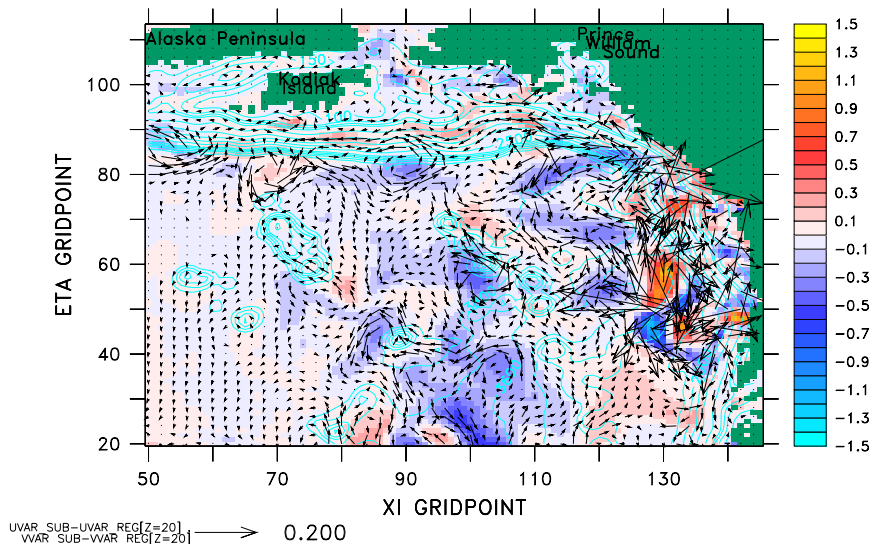 Alaska Peninsula
Prince
William
Sound
Kodiak
Island
ETA GRIDPOINT
100
80
60
40
20
50
70
90
110
130
XI GRIDPOINT
1.5
1.3
1.1
0.9
0.7
0.5
0.3
0.1
-0.1
-0.3
-0.5
-0.7
-0.9
-1.1
-1.3
-1.5
UVAR_SUB-UVAR_REG[Z=20]
VVAR_SUB-VVAR_REG[Z=20]
0.200